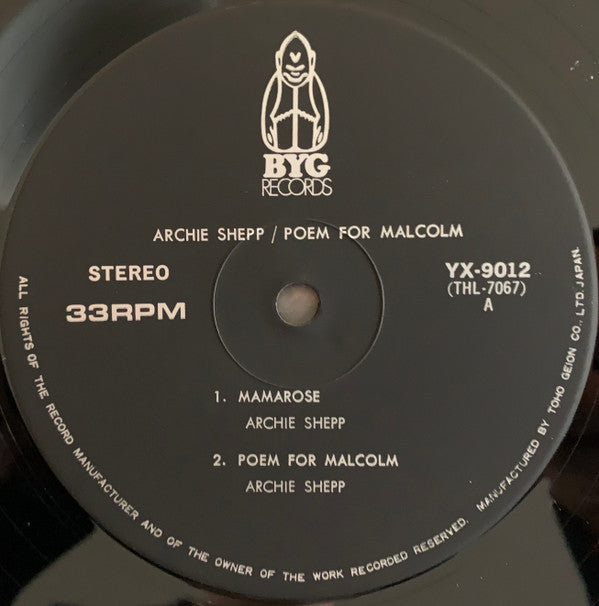 BYG
RECORDS
ARCHIE SHEPP / POEM FOR MALCOLM
STEREO
33RPM
YX-9012
(THL-7067)
A
1. MAMAROSE
ARCHIE SHEPP
2. POEM FOR MALCOLM
ARCHIE SHEPP
ALL RIGHTS OF THE RECORD MANUFACTURER AND OF THE OWNER OF THE WORK RECORDED RESERVED. MANUFACTURED BY TOHO GEION CO., LTD. JAPAN.